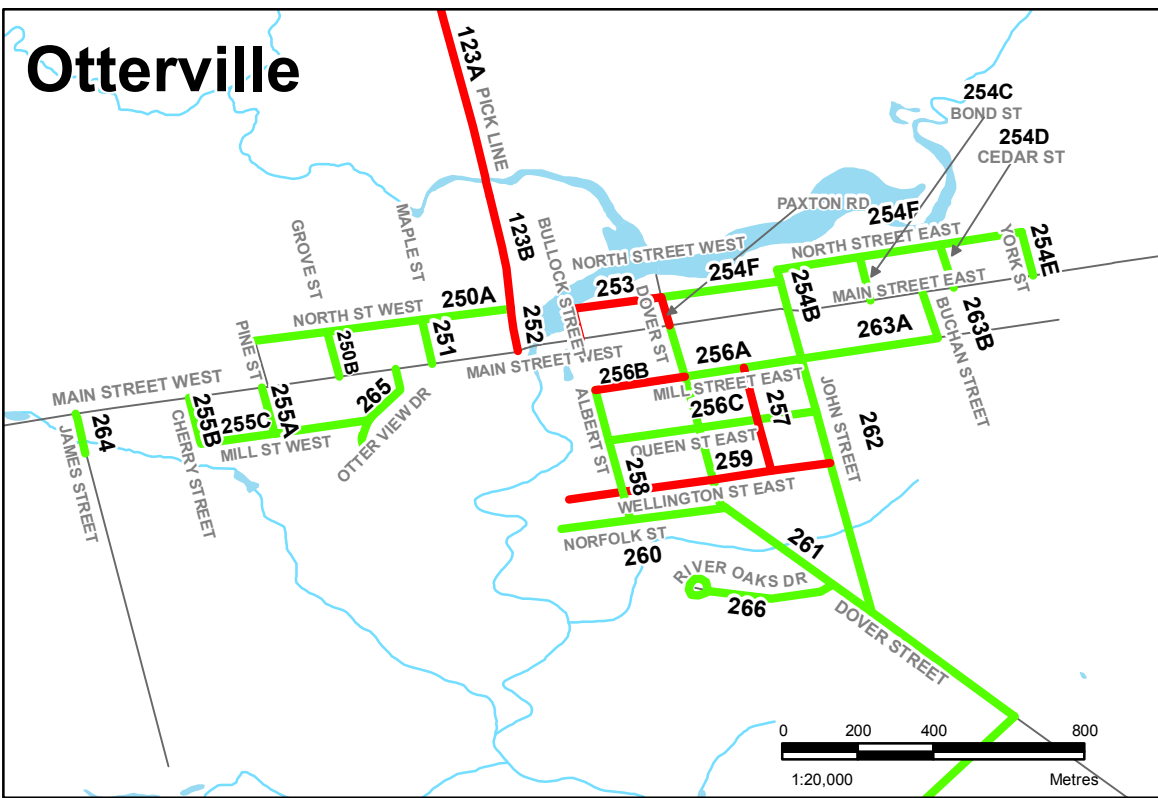 Otterville
123A
PICK LINE
254C
BOND ST
254D
CEDAR ST
PAXTON RD
254F
NORTH STREET EAST
YORK ST
254E
GROVE ST
MAPLE ST
123B
BULLOCK STREET
NORTH STREET WEST
253
254F
DOVER ST
254B
MAIN STREET EAST
263A
BUCHAN STREET
263B
NORTH ST WEST
250A
252
PINE ST
250B
251
MAIN STREET WEST
MAIN STREET WEST
256B
256A
MILL STREET EAST
264
JAMES STREET
255B
CHERRY STREET
255C
255A
MILL ST WEST
265
OTTER VIEW DR
ALBERT ST
256C
257
QUEEN ST EAST
JOHN STREET
262
258
259
WELLINGTON ST EAST
NORFOLK ST
260
261
RIVER OAKS DR
266
DOVER STREET
0 200 400 800
1:20,000 Metres